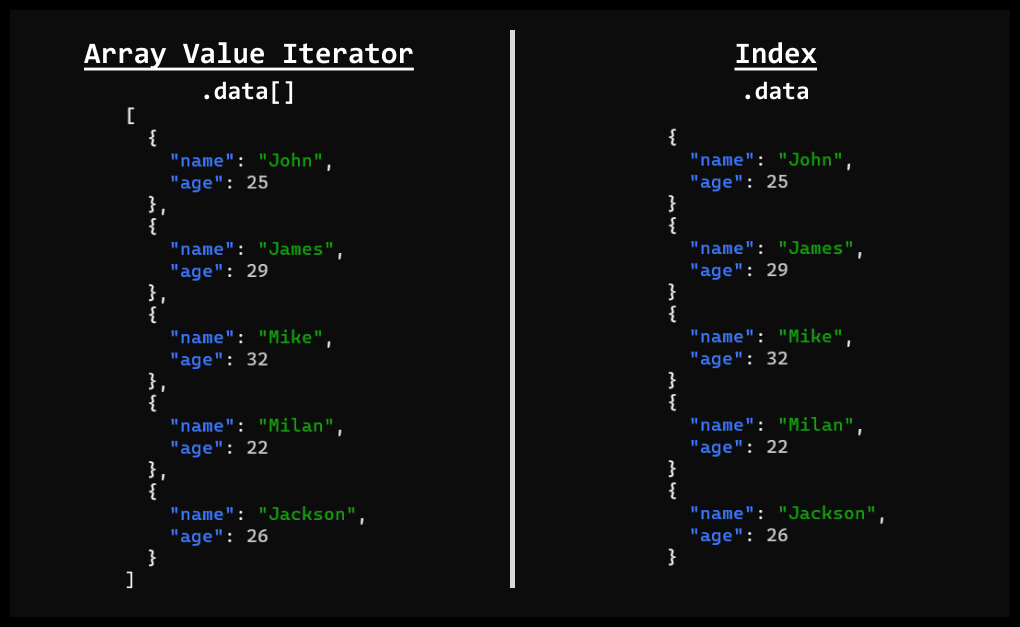 Array Value Iterator
.data[]
[
  {
    "name": "John",
    "age": 25
  },
  {
    "name": "James",
    "age": 29
  },
  {
    "name": "Mike",
    "age": 32
  },
  {
    "name": "Milan",
    "age": 22
  },
  {
    "name": "Jackson",
    "age": 26
  }
]
Index
.data
{
  "name": "John",
  "age": 25
}
{
  "name": "James",
  "age": 29
}
{
  "name": "Mike",
  "age": 32
}
{
  "name": "Milan",
  "age": 22
}
{
  "name": "Jackson",
  "age": 26
}